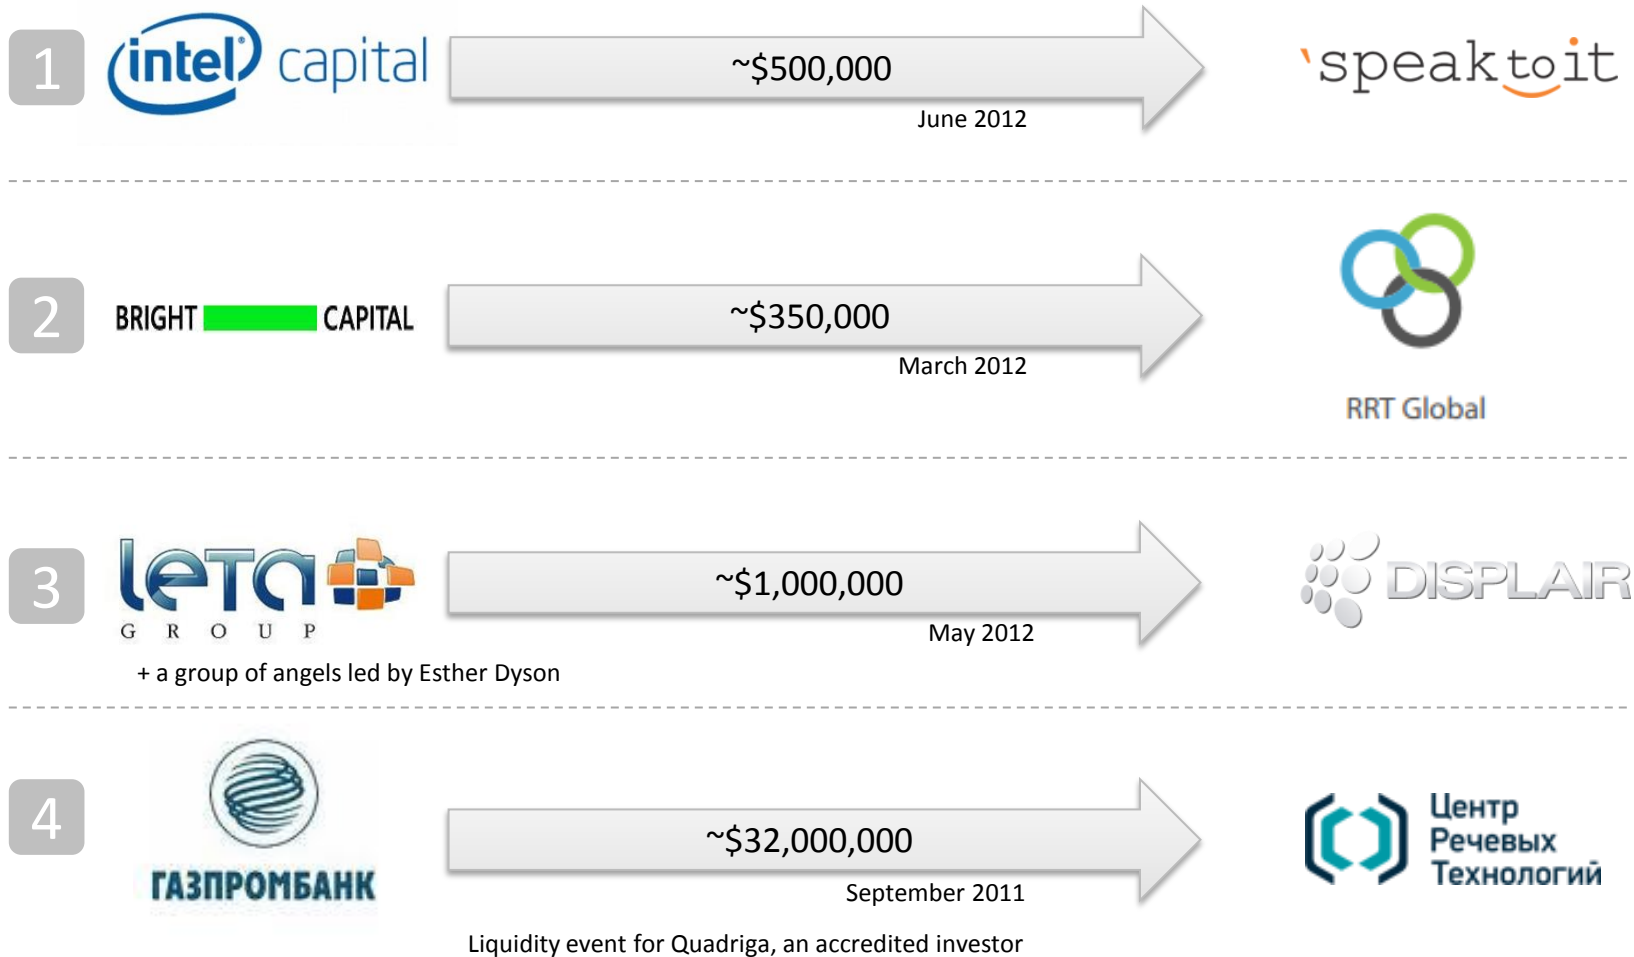 1
intel® capital
~$500,000
June 2012
'speaktoit
2
BRIGHT CAPITAL
~$350,000
March 2012
RRT Global
3
leta
GROUP
~$1,000,000
May 2012
DISPLAIR
+ a group of angels led by Esther Dyson
4
ГАЗПРОМБАНК
~$32,000,000
September 2011
Центр
Речевых
Технологий
Liquidity event for Quadriga, an accredited investor